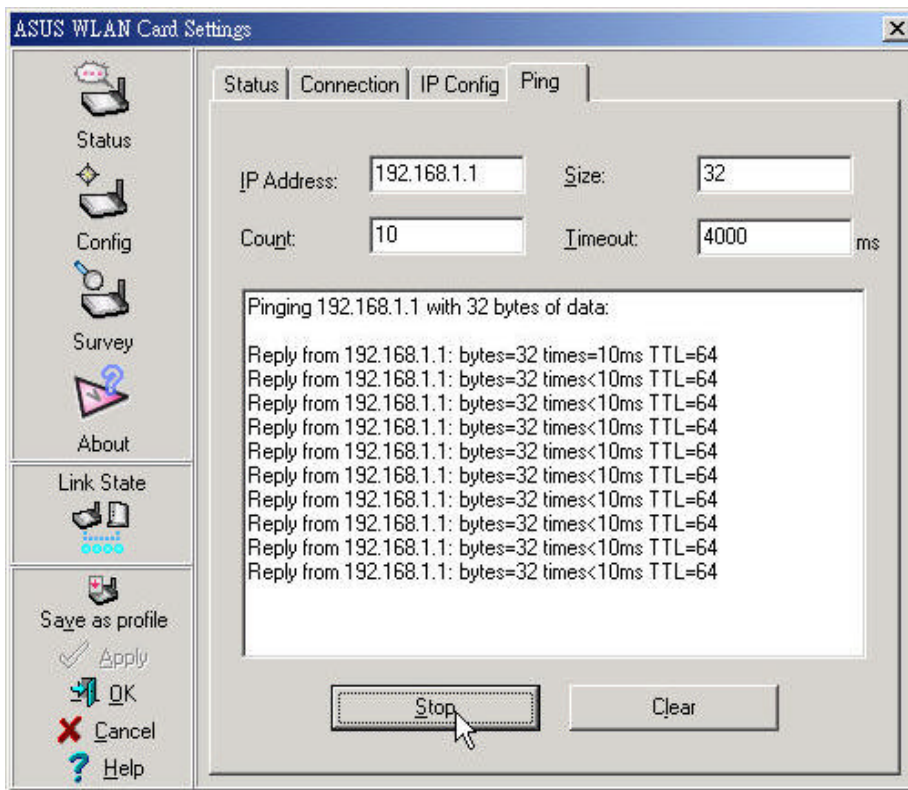 ASUS WLAN Card Settings
Status
Config
Survey
About
Link State
Save as profile
Apply
OK
Cancel
Help
Status Connection IP Config Ping
IP Address: 192.168.1.1 Size: 32
Count: 10 Timeout: 4000 ms
Pinging 192.168.1.1 with 32 bytes of data:
Reply from 192.168.1.1: bytes=32 times=10ms TTL=64
Reply from 192.168.1.1: bytes=32 times<10ms TTL=64
Reply from 192.168.1.1: bytes=32 times<10ms TTL=64
Reply from 192.168.1.1: bytes=32 times<10ms TTL=64
Reply from 192.168.1.1: bytes=32 times<10ms TTL=64
Reply from 192.168.1.1: bytes=32 times<10ms TTL=64
Reply from 192.168.1.1: bytes=32 times<10ms TTL=64
Reply from 192.168.1.1: bytes=32 times<10ms TTL=64
Reply from 192.168.1.1: bytes=32 times<10ms TTL=64
Reply from 192.168.1.1: bytes=32 times<10ms TTL=64
Stop Clear